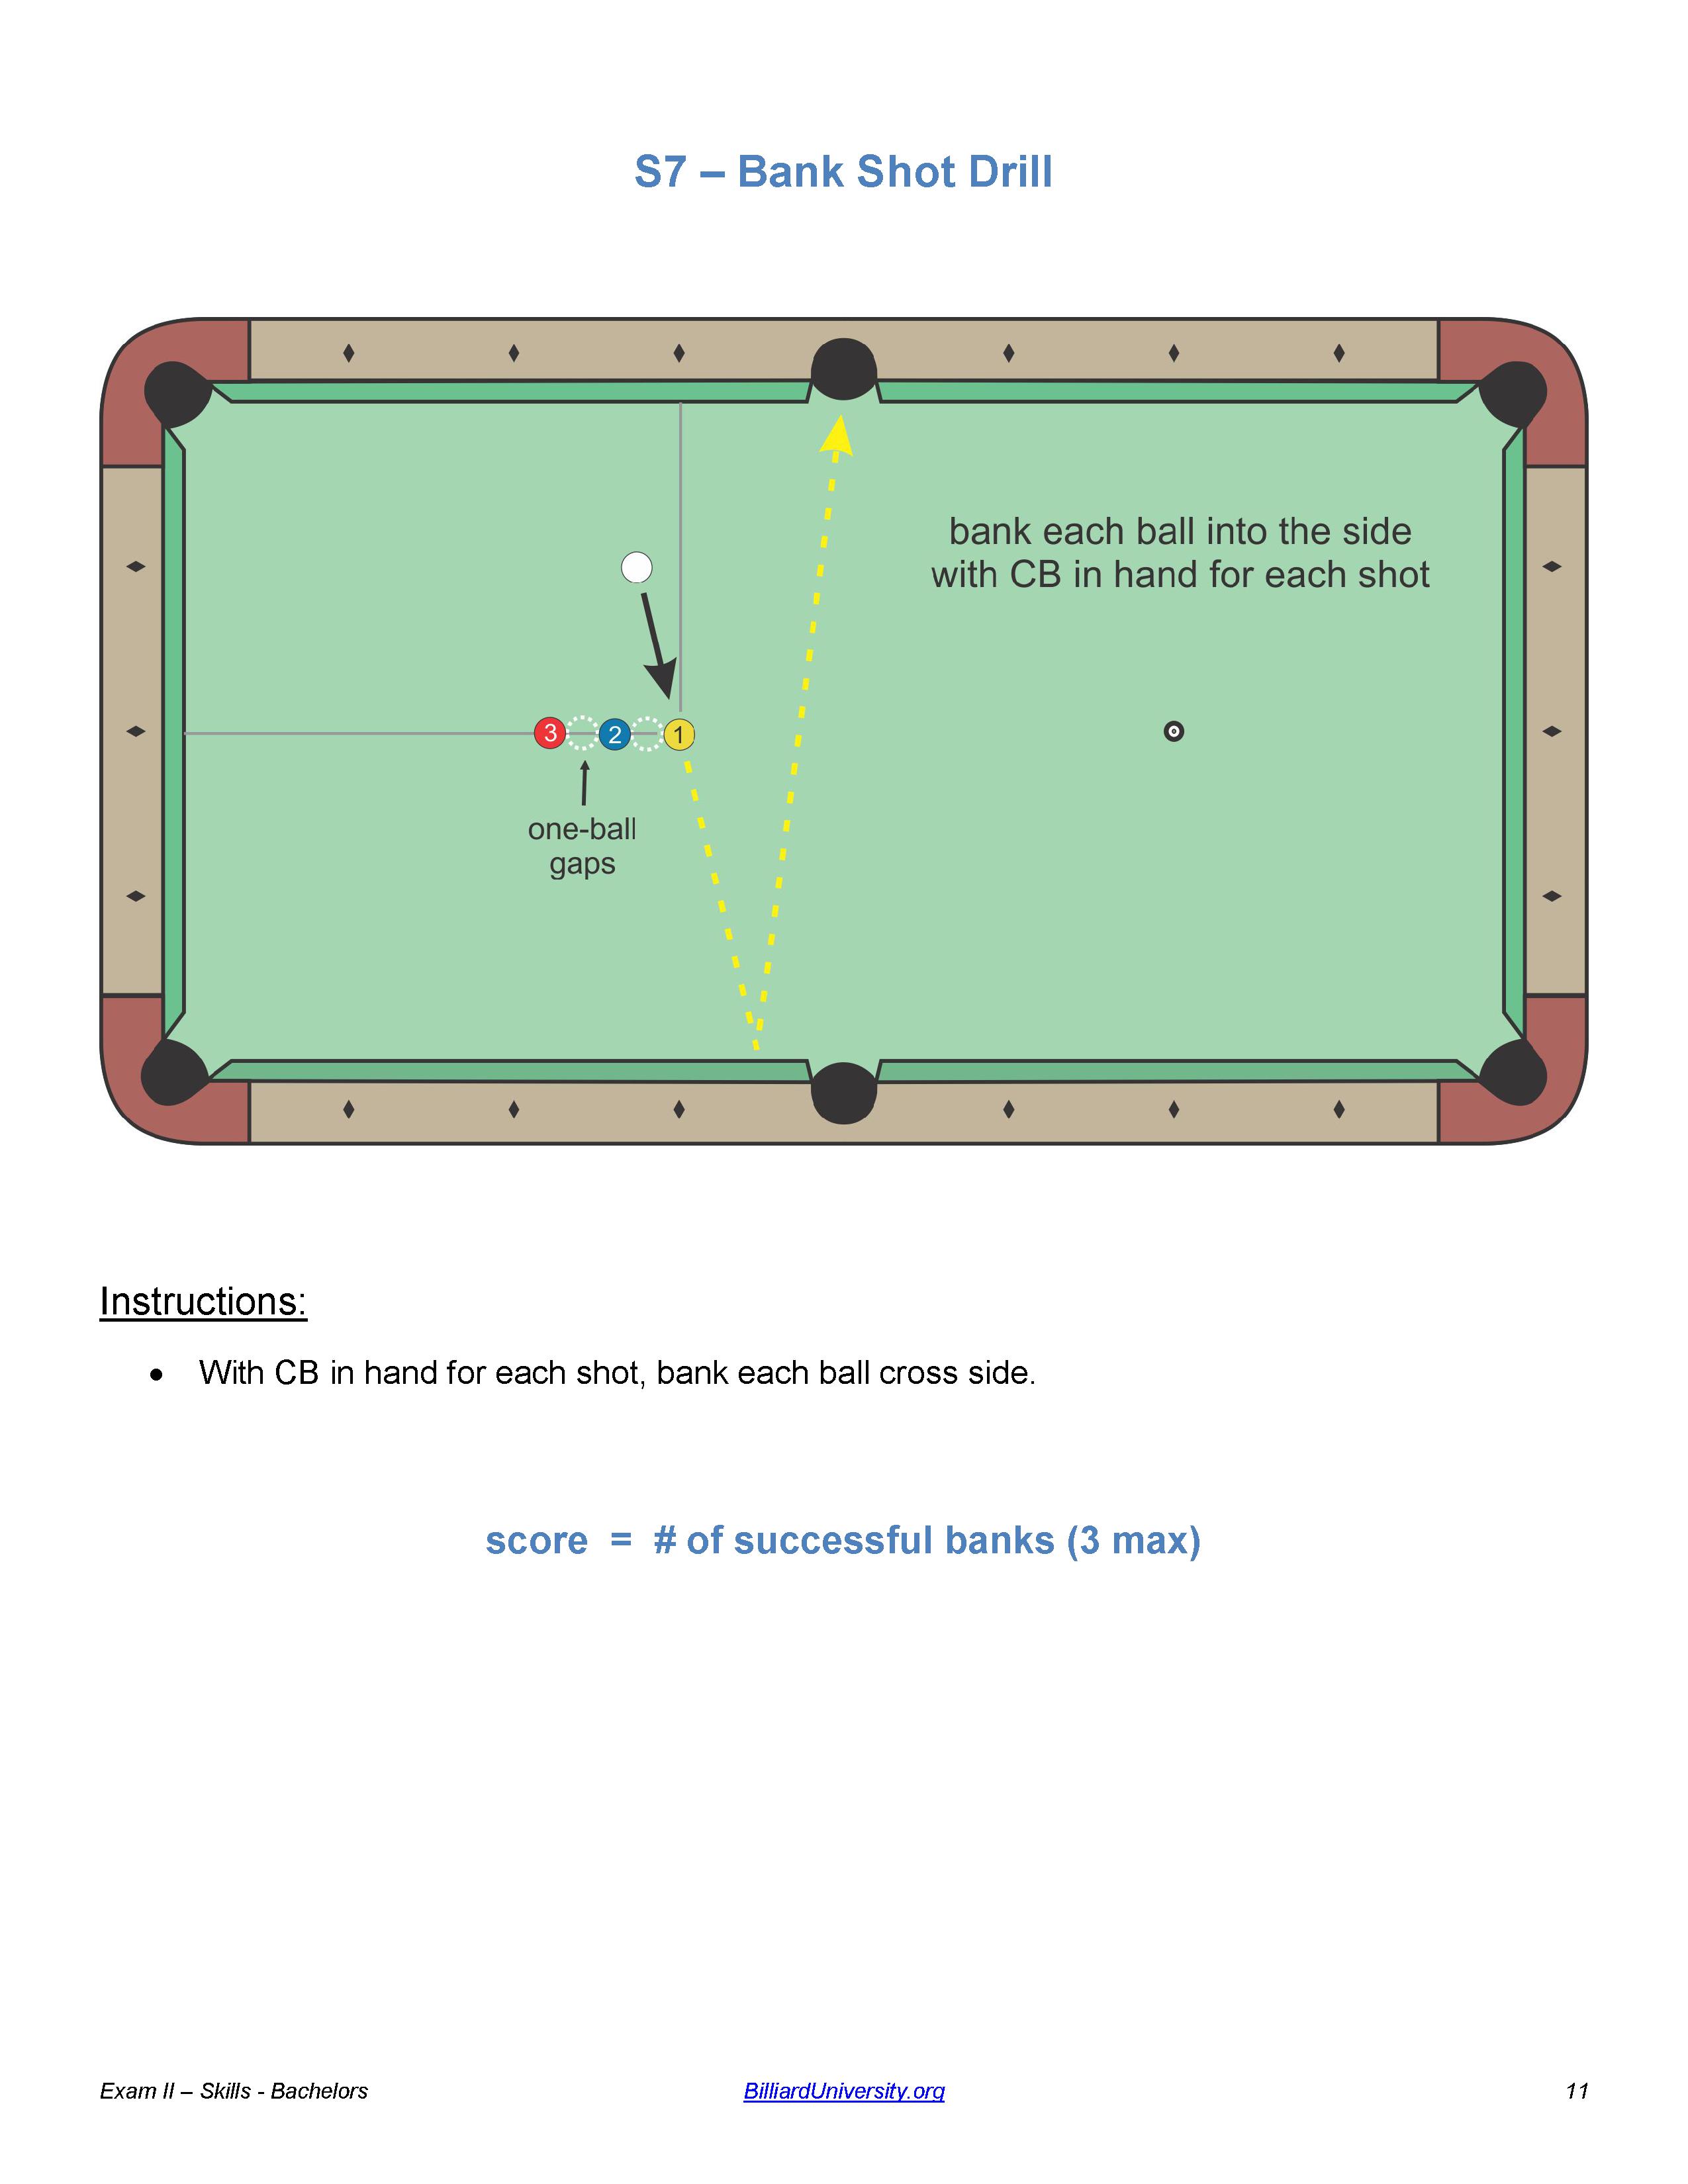 S7 – Bank Shot Drill
bank each ball into the side
with CB in hand for each shot
3 2 1
one-ball
gaps
Instructions:
• With CB in hand for each shot, bank each ball cross side.
score = # of successful banks (3 max)
Exam II – Skills - Bachelors BilliardUniversity.org 11